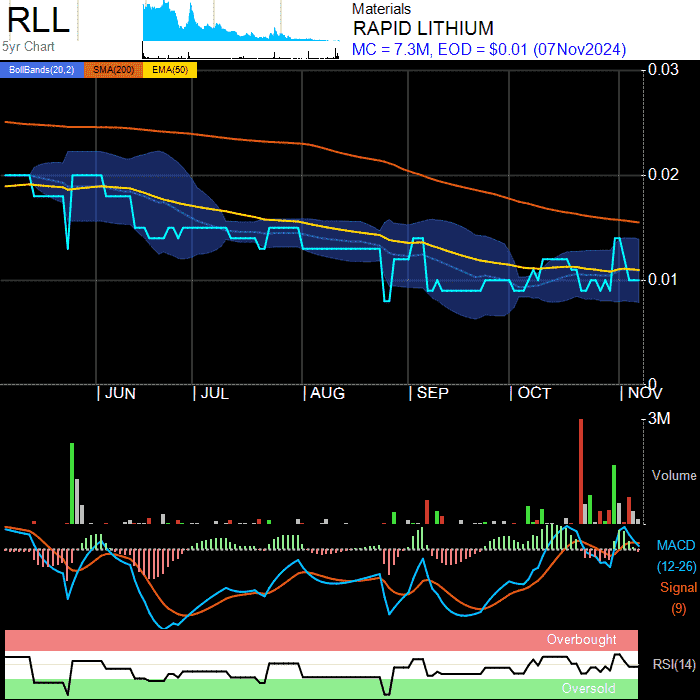 RLL
5yr Chart
Materials
RAPID LITHIUM
MC = 7.3M, EOD = $0.01 (07Nov2024)
BollBands(20,2) SMA(200) EMA(50)
0.03
0.02
0.01
0
JUN JUL AUG SEP OCT NOV
3M
Volume
MACD
(12-26)
Signal
(9)
Overbought
RSI(14)
Oversold